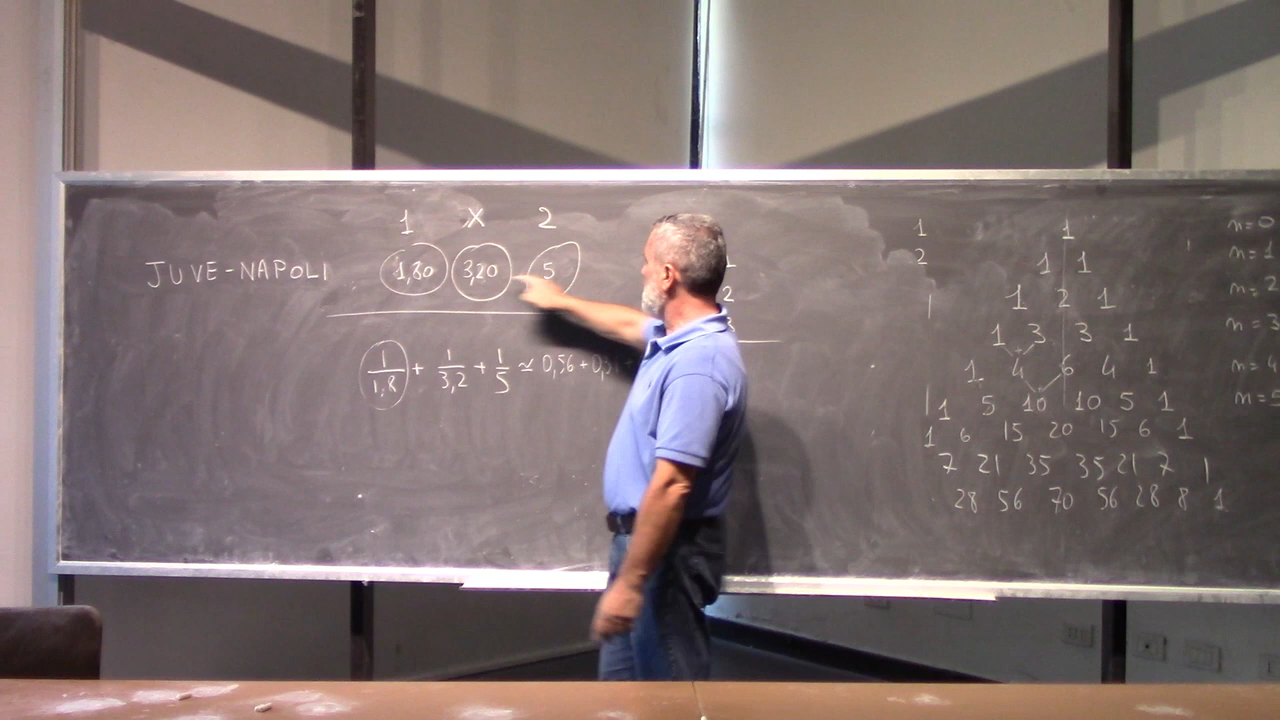 1 X 2
JUVE-NAPOLI 1,80 3,20 5
1/1,8 + 1/3,2 + 1/5 ≃ 0,56 + 0,31
1
2
3
1
2
1
1 1
1 2 1
1 3 3 1
1 4 6 4 1
1 5 10 10 5 1
1 6 15 20 15 6 1
7 21 35 35 21 7 1
28 56 70 56 28 8 1
n=0
n=1
n=2
n=3
n=4
n=5